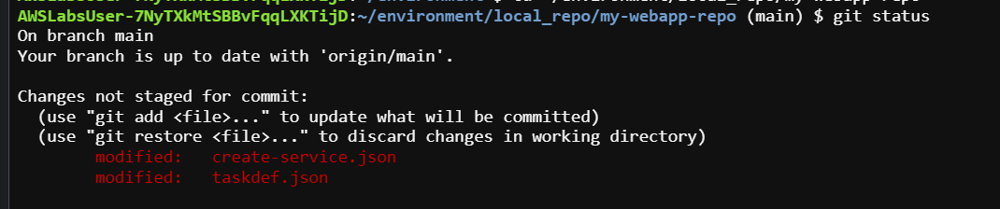 AWSLabsUser-7NyTXkMtSBBvFqqLXKTijD:~/environment/local_repo/my-webapp-repo (main) $ git status
On branch main
Your branch is up to date with 'origin/main'.
Changes not staged for commit:
  (use "git add <file>..." to update what will be committed)
  (use "git restore <file>..." to discard changes in working directory)
        modified:   create-service.json
        modified:   taskdef.json